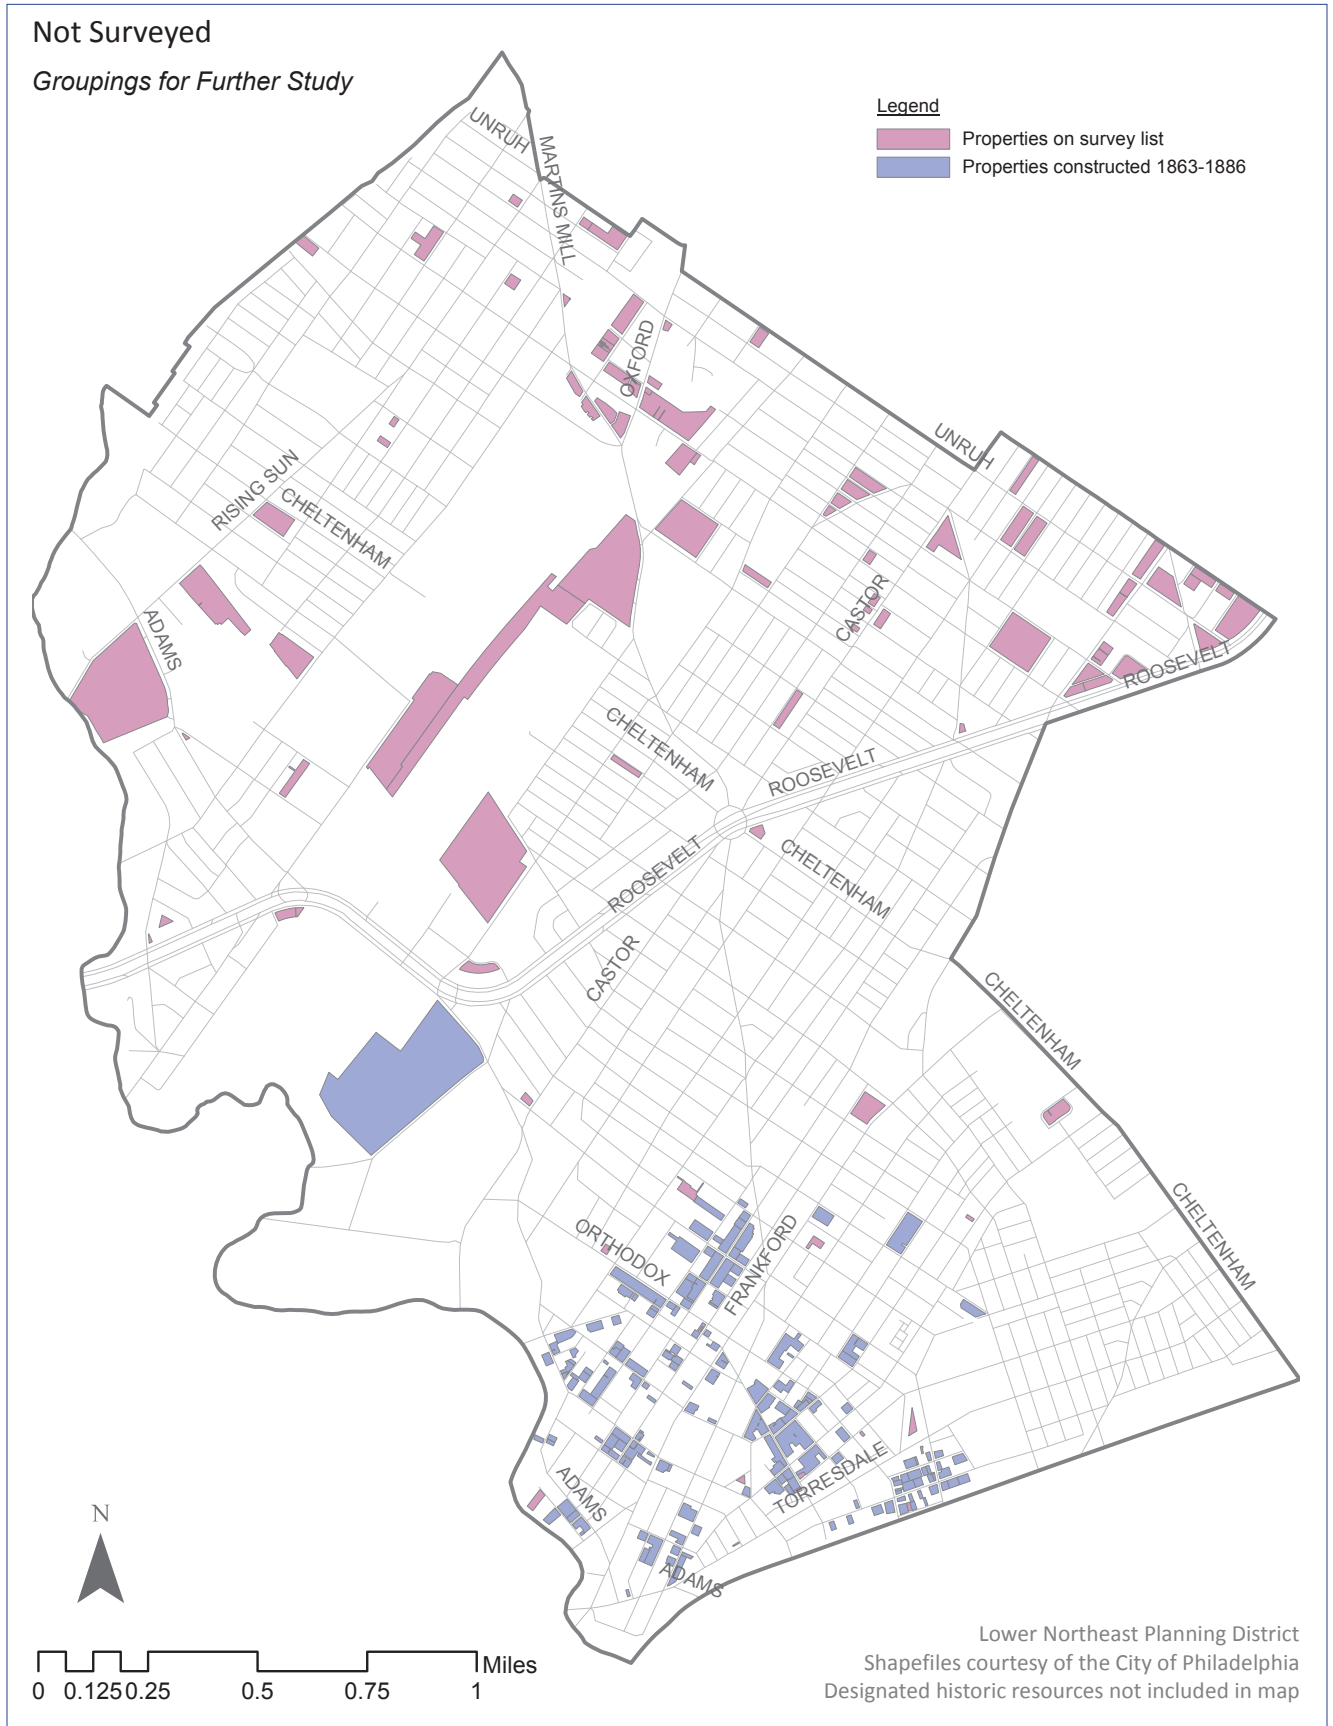 Not Surveyed
Groupings for Further Study
Legend
Properties on survey list
Properties constructed 1863-1886
UNRUH
MARTINS MILL
OXFORD
UNRUH
RISING SUN
CHELTENHAM
CASTOR
ADAMS
ROOSEVELT
CHELTENHAM
ROOSEVELT
ROOSEVELT
CHELTENHAM
CASTOR
CHELTENHAM
CHELTENHAM
ORTHODOX
FRANKFORD
TORRESDALE
ADAMS
ADAMS
N
Miles
0 0.125 0.25 0.5 0.75 1
Lower Northeast Planning District
Shapefiles courtesy of the City of Philadelphia
Designated historic resources not included in map